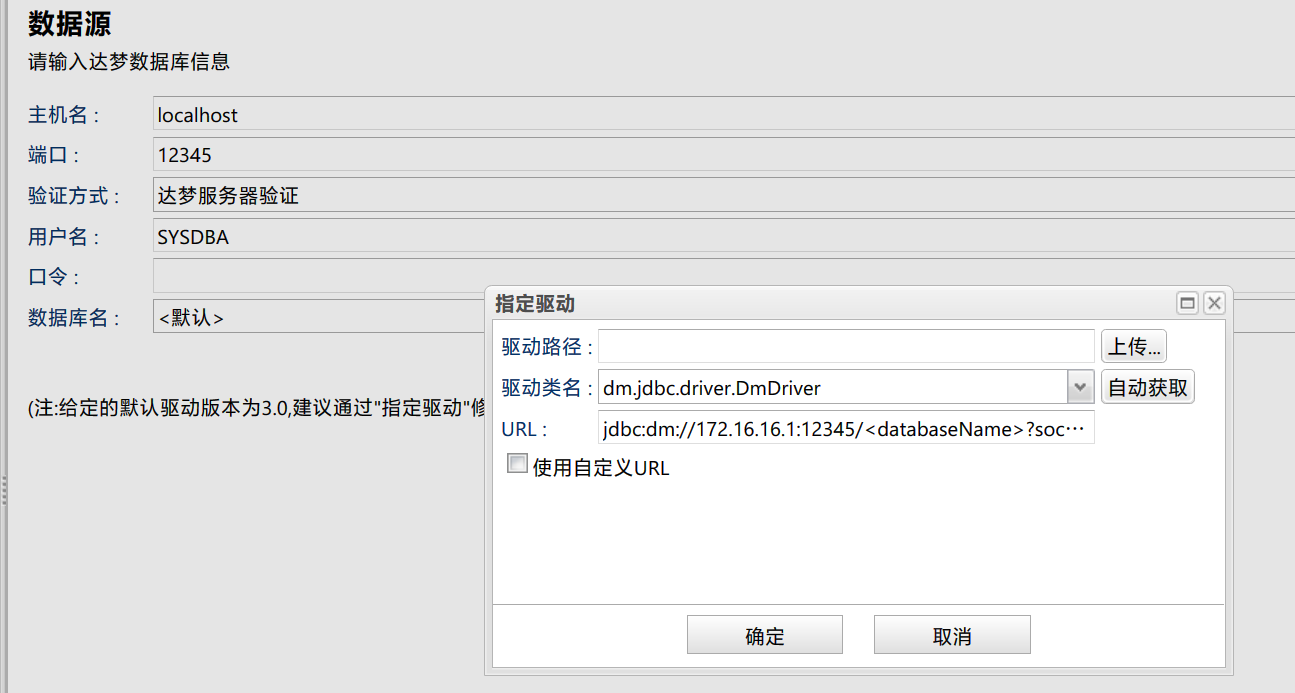 数据源
请输入达梦数据库信息
主机名： localhost
端口： 12345
验证方式： 达梦服务器验证
用户名： SYSDBA
口令：
数据库名： <默认>
(注:给定的默认驱动版本为3.0,建议通过"指定驱动"修
指定驱动
驱动路径： 上传...
驱动类名： dm.jdbc.driver.DmDriver 自动获取
URL： jdbc:dm://172.16.16.1:12345/<databaseName>?soc…
使用自定义URL
确定 取消